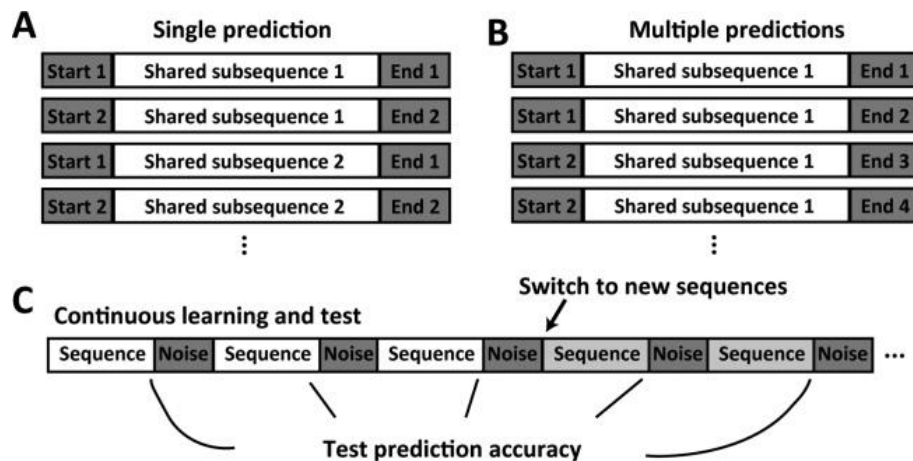 A
Single prediction
Start 1 Shared subsequence 1 End 1
Start 2 Shared subsequence 1 End 2
Start 1 Shared subsequence 2 End 1
Start 2 Shared subsequence 2 End 2
B
Multiple predictions
Start 1 Shared subsequence 1 End 1
Start 1 Shared subsequence 1 End 2
Start 2 Shared subsequence 1 End 3
Start 2 Shared subsequence 1 End 4
C
Switch to new sequences
Continuous learning and test
Sequence Noise Sequence Noise Sequence Noise Sequence Noise Sequence Noise ...
Test prediction accuracy